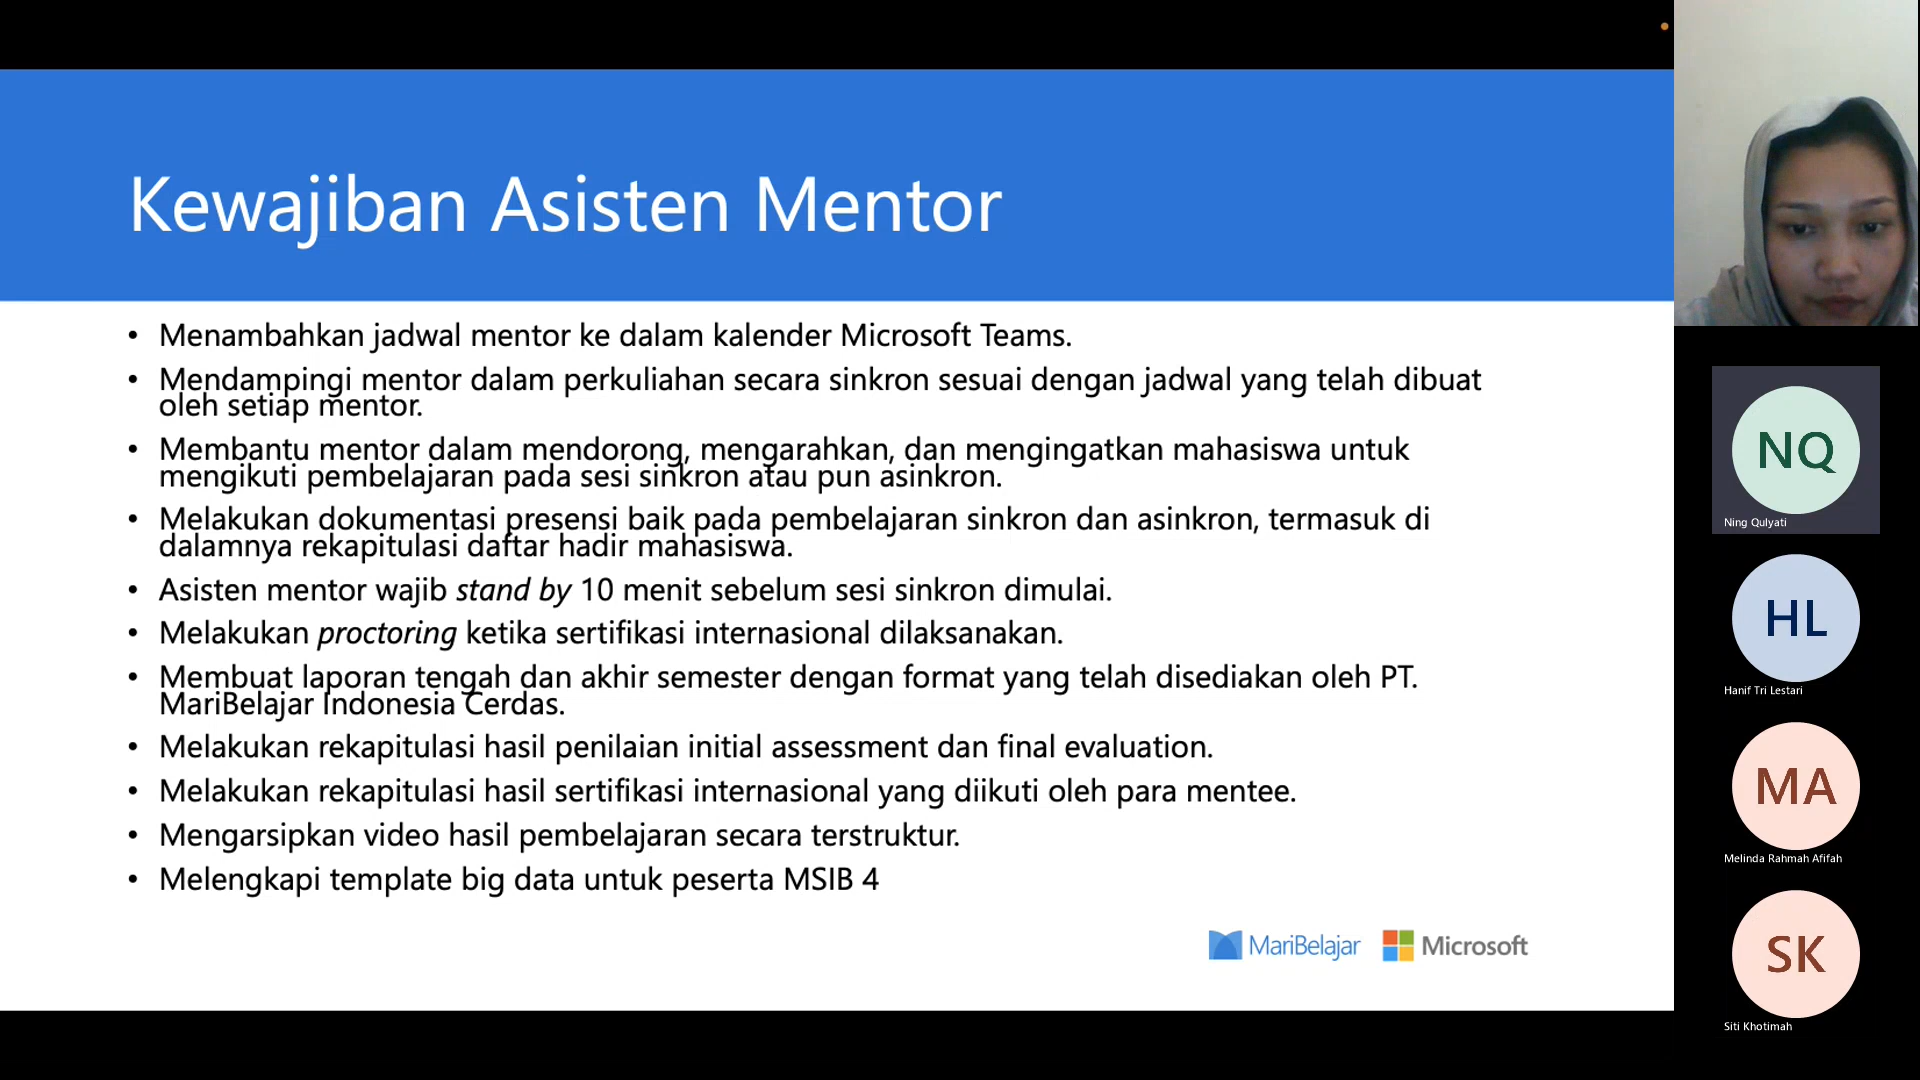 Kewajiban Asisten Mentor
• Menambahkan jadwal mentor ke dalam kalender Microsoft Teams.
• Mendampingi mentor dalam perkuliahan secara sinkron sesuai dengan jadwal yang telah dibuat
oleh setiap mentor.
• Membantu mentor dalam mendorong, mengarahkan, dan mengingatkan mahasiswa untuk
mengikuti pembelajaran pada sesi sinkron atau pun asinkron.
• Melakukan dokumentasi presensi baik pada pembelajaran sinkron dan asinkron, termasuk di
dalamnya rekapitulasi daftar hadir mahasiswa.
• Asisten mentor wajib stand by 10 menit sebelum sesi sinkron dimulai.
• Melakukan proctoring ketika sertifikasi internasional dilaksanakan.
• Membuat laporan tengah dan akhir semester dengan format yang telah disediakan oleh PT.
MariBelajar Indonesia Cerdas.
• Melakukan rekapitulasi hasil penilaian initial assessment dan final evaluation.
• Melakukan rekapitulasi hasil sertifikasi internasional yang diikuti oleh para mentee.
• Mengarsipkan video hasil pembelajaran secara terstruktur.
• Melengkapi template big data untuk peserta MSIB 4
MariBelajar Microsoft
NQ
Ning Qulyati
HL
Hanif Tri Lestari
MA
Melinda Rahmah Afifah
SK
Siti Khotimah